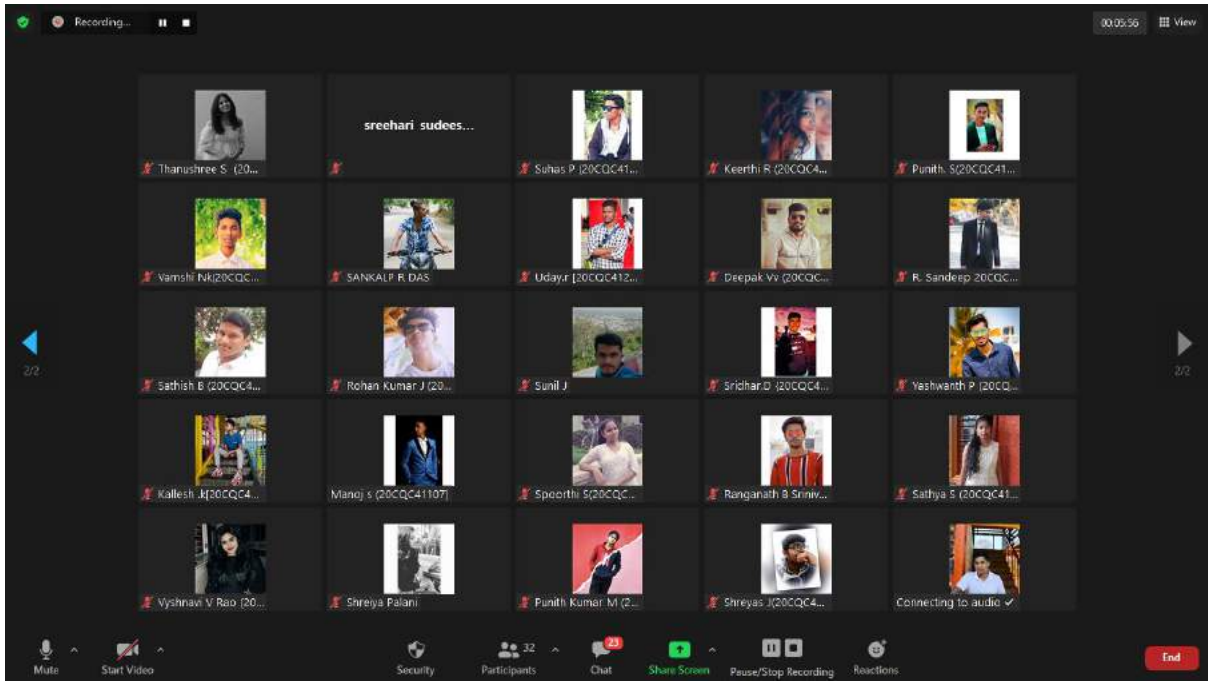 Recording...
00:05:56
View
Thanushree S (20...
sreehari sudees...
Suhas P (20CQC41...
Keerthi R (20CQC4...
Punith. S(20CQC41...
Vamshi Nk(20CQC...
SANKALP R DAS
Uday.r [20CQC412...
Deepak Vv (20CQC...
R. Sandeep 20CQC...
2/2
2/2
Sathish B (20CQC4...
Rohan Kumar J (20...
Sunil J
Sridhar.D (20CQC4...
Yashwanth P (20CQ...
Kallesh .k[20CQC4...
Manoj s (20CQC41107)
Spoorthi S(20CQC...
Ranganath B Sriniv...
Sathya S (20CQC41...
Vyshnavi V Rao (20...
Shreiya Palani
Punith Kumar M (2...
Shreyas J(20CQC4...
Connecting to audio ✓
Mute
Start Video
Security
Participants
32
Chat
23
Share Screen
Pause/Stop Recording
Reactions
End